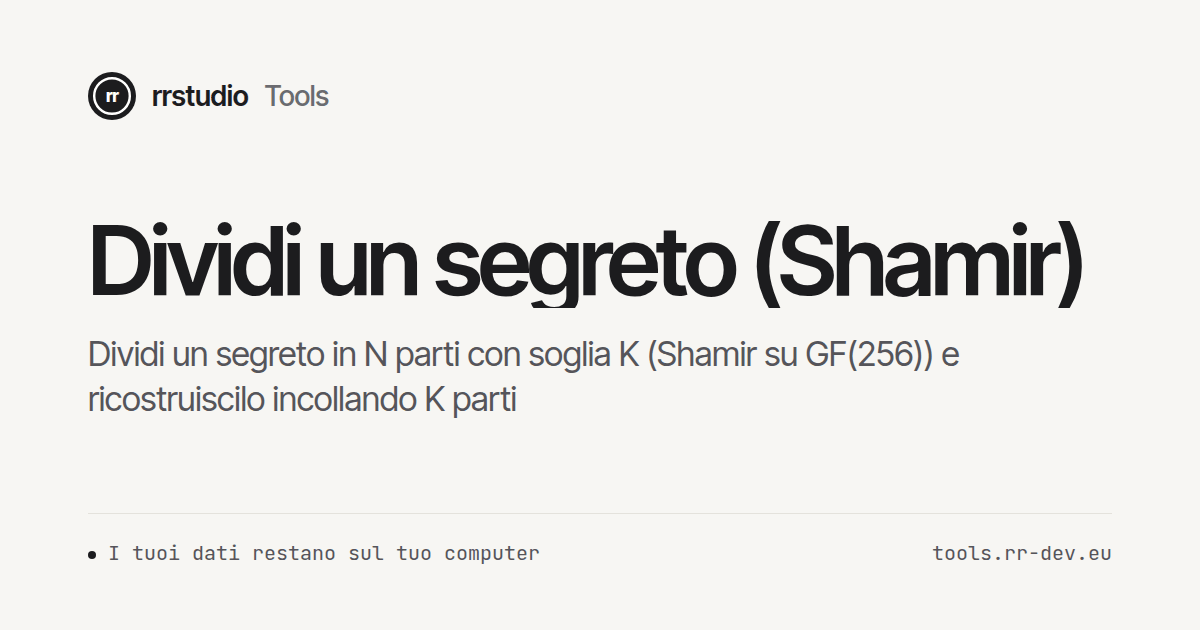 rr rrstudio Tools
Dividi un segreto (Shamir)
Dividi un segreto in N parti con soglia K (Shamir su GF(256)) e
ricostruiscilo incollando K parti
I tuoi dati restano sul tuo computer
tools.rr-dev.eu